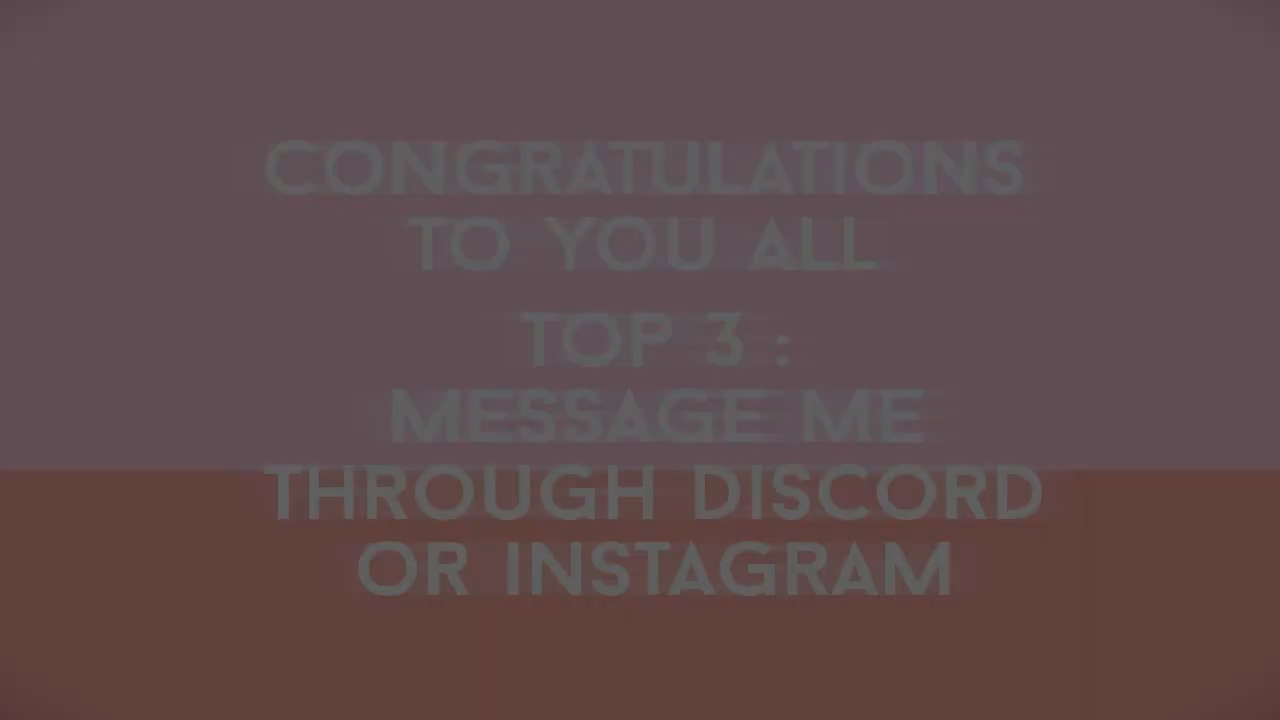 CONGRATULATIONS
TO YOU ALL
TOP 3 :
MESSAGE ME
THROUGH DISCORD
OR INSTAGRAM